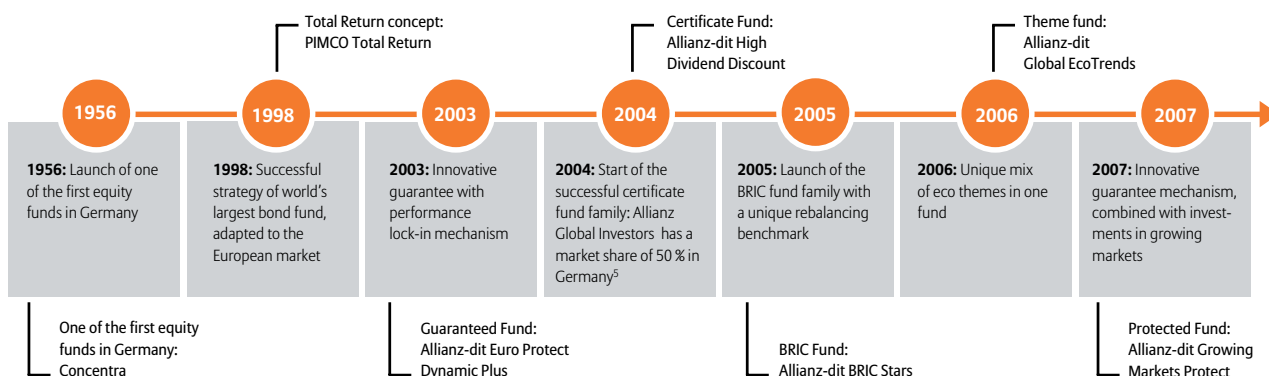 Total Return concept:
PIMCO Total Return
Certificate Fund:
Allianz-dit High
Dividend Discount
Theme fund:
Allianz-dit
Global EcoTrends
1956
1998
2003
2004
2005
2006
2007
1956: Launch of one
of the first equity
funds in Germany
1998: Successful
strategy of world's
largest bond fund,
adapted to the
European market
2003: Innovative
guarantee with
performance
lock-in mechanism
2004: Start of the
successful certificate
fund family: Allianz
Global Investors has a
market share of 50 % in
Germany⁵
2005: Launch of the
BRIC fund family with
a unique rebalancing
benchmark
2006: Unique mix
of eco themes in one
fund
2007: Innovative
guarantee mechanism,
combined with invest-
ments in growing
markets
One of the first equity
funds in Germany:
Concentra
Guaranteed Fund:
Allianz-dit Euro Protect
Dynamic Plus
BRIC Fund:
Allianz-dit BRIC Stars
Protected Fund:
Allianz-dit Growing
Markets Protect